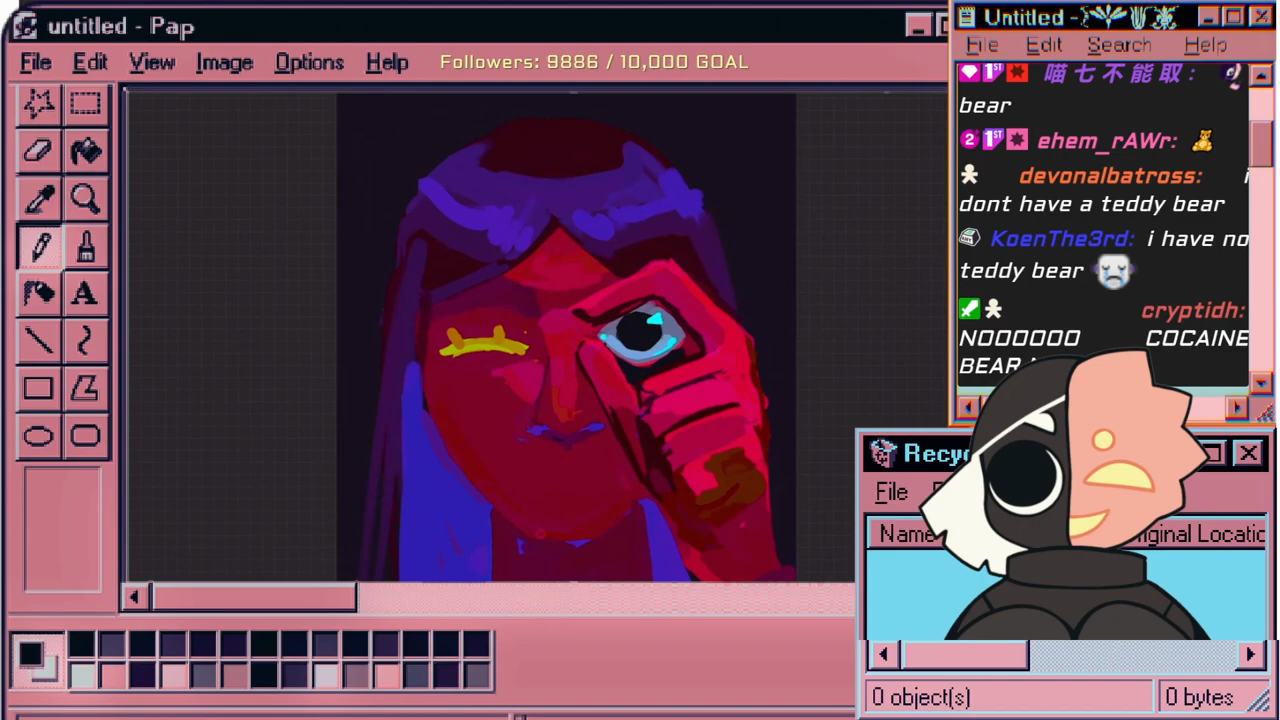 untitled - Pap
File Edit View Image Options Help
Followers: 9886 / 10,000 GOAL
Untitled -
File Edit Search Help
喵七不能取:
bear
ehem_rAWr:
devonalbatross: i
dont have a teddy bear
KoenThe3rd: i have no
teddy bear
cryptidh:
NOOOOOO COCAINE
BEAR
Recyc
File
Name
riginal Locatio
0 object(s)
0 bytes